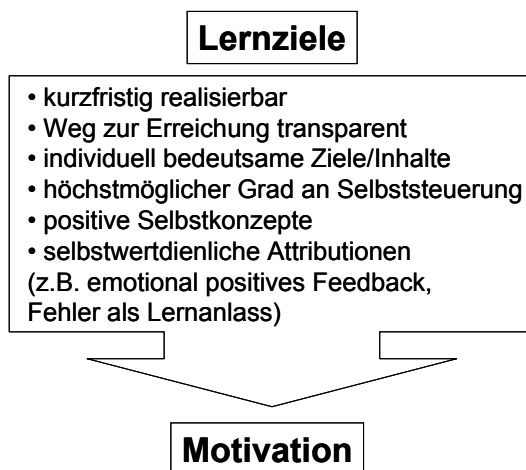 Lernziele
• kurzfristig realisierbar
• Weg zur Erreichung transparent
• individuell bedeutsame Ziele/Inhalte
• höchstmöglicher Grad an Selbststeuerung
• positive Selbstkonzepte
• selbstwertdienliche Attributionen
(z.B. emotional positives Feedback,
Fehler als Lernanlass)
Motivation